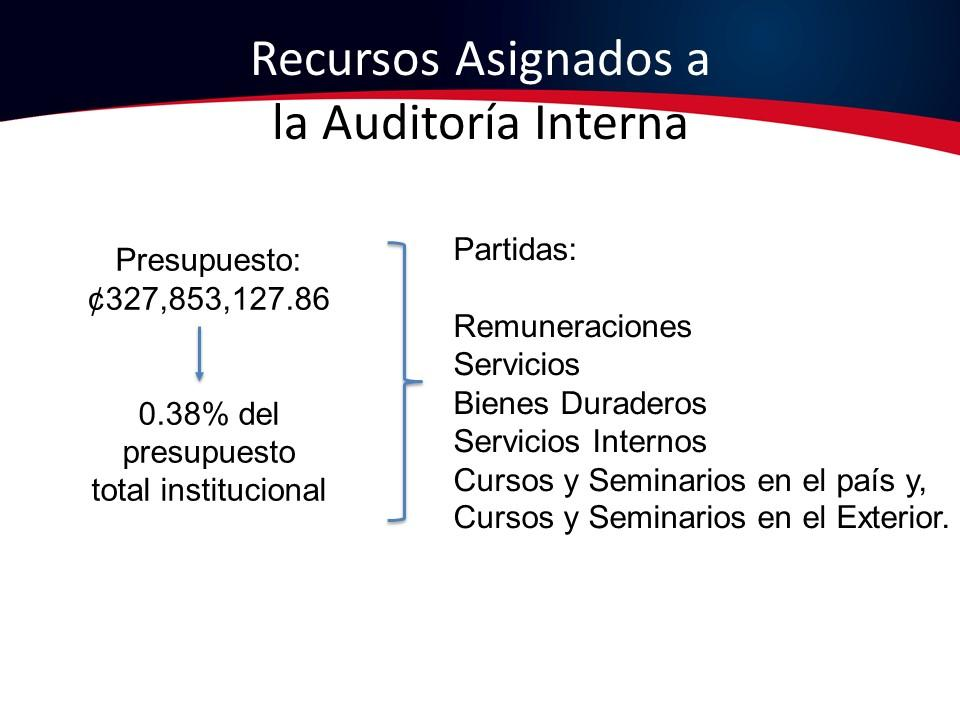 Recursos Asignados a
la Auditoría Interna
Presupuesto:
¢327,853,127.86
0.38% del
presupuesto
total institucional
Partidas:
Remuneraciones
Servicios
Bienes Duraderos
Servicios Internos
Cursos y Seminarios en el país y,
Cursos y Seminarios en el Exterior.